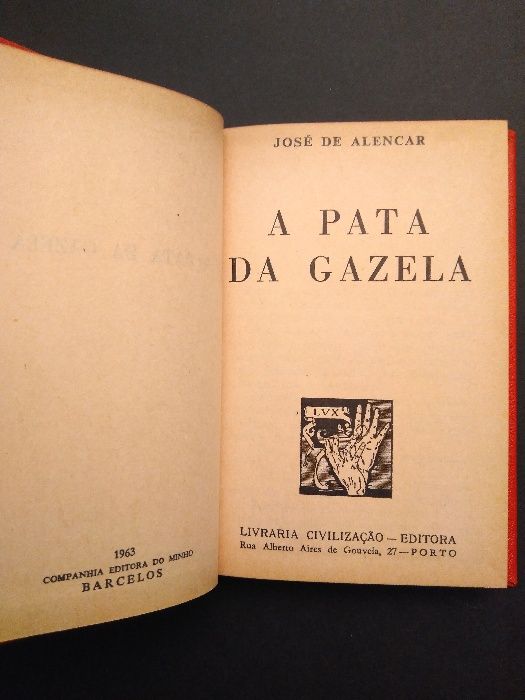 1963
COMPANHIA EDITORA DO MINHO
BARCELOS
JOSÉ DE ALENCAR
A PATA
DA GAZELA
LVX
LIVRARIA CIVILIZAÇÃO — EDITORA
Rua Alberto Aires de Gouveia, 27 — PORTO